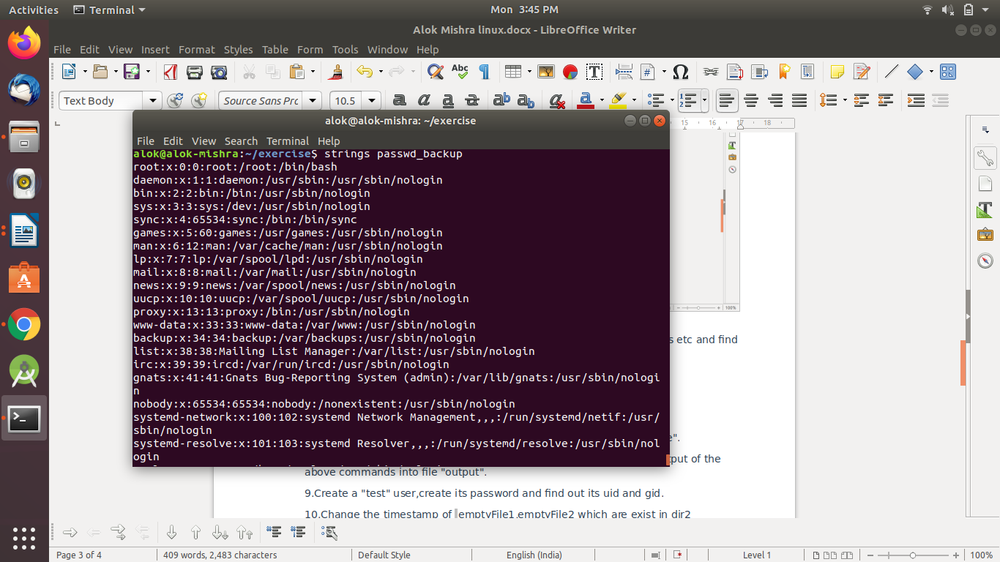 Activities Terminal Mon 3:45 PM
Alok Mishra linux.docx - LibreOffice Writer
File Edit View Insert Format Styles Table Form Tools Window Help
Text Body Source Sans Prc 10.5
alok@alok-mishra: ~/exercise
15 16 17 18
File Edit View Search Terminal Help
alok@alok-mishra:~/exercise$ strings passwd_backup
root:x:0:0:root:/root:/bin/bash
daemon:x:1:1:daemon:/usr/sbin:/usr/sbin/nologin
bin:x:2:2:bin:/bin:/usr/sbin/nologin
sys:x:3:3:sys:/dev:/usr/sbin/nologin
sync:x:4:65534:sync:/bin:/bin/sync
games:x:5:60:games:/usr/games:/usr/sbin/nologin
man:x:6:12:man:/var/cache/man:/usr/sbin/nologin
lp:x:7:7:lp:/var/spool/lpd:/usr/sbin/nologin
mail:x:8:8:mail:/var/mail:/usr/sbin/nologin
news:x:9:9:news:/var/spool/news:/usr/sbin/nologin
uucp:x:10:10:uucp:/var/spool/uucp:/usr/sbin/nologin
proxy:x:13:13:proxy:/bin:/usr/sbin/nologin
www-data:x:33:33:www-data:/var/www:/usr/sbin/nologin
backup:x:34:34:backup:/var/backups:/usr/sbin/nologin
list:x:38:38:Mailing List Manager:/var/list:/usr/sbin/nologin
irc:x:39:39:ircd:/var/run/ircd:/usr/sbin/nologin
gnats:x:41:41:Gnats Bug-Reporting System (admin):/var/lib/gnats:/usr/sbin/nologi
n
nobody:x:65534:65534:nobody:/nonexistent:/usr/sbin/nologin
systemd-network:x:100:102:systemd Network Management,,,:/run/systemd/netif:/usr/
sbin/nologin
systemd-resolve:x:101:103:systemd Resolver,,,:/run/systemd/resolve:/usr/sbin/nol
ogin
100%
s etc and find
e".
tput of the
above commands into file "output".
9.Create a "test" user,create its password and find out its uid and gid.
10.Change the timestamp of emptyFile1,emptyFile2 which are exist in dir2
Page 3 of 4 409 words, 2,483 characters Default Style English (India) Level 1 100%